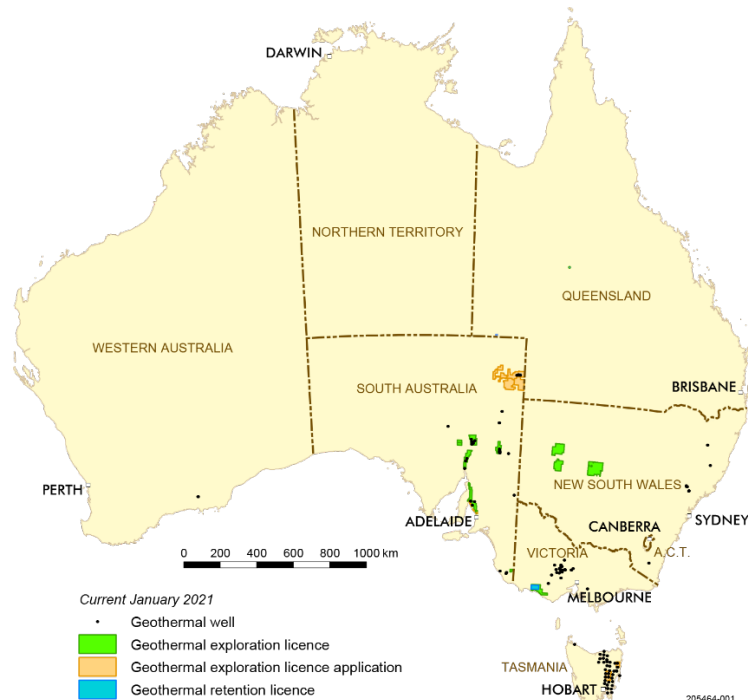 DARWIN
NORTHERN TERRITORY
QUEENSLAND
WESTERN AUSTRALIA
SOUTH AUSTRALIA
BRISBANE
PERTH
NEW SOUTH WALES
ADELAIDE
SYDNEY
CANBERRA
VICTORIA
A.C.T.
0 200 400 600 800 1000 km
MELBOURNE
Current January 2021
Geothermal well
Geothermal exploration licence
Geothermal exploration licence application
TASMANIA
Geothermal retention licence
HOBART
205464-001